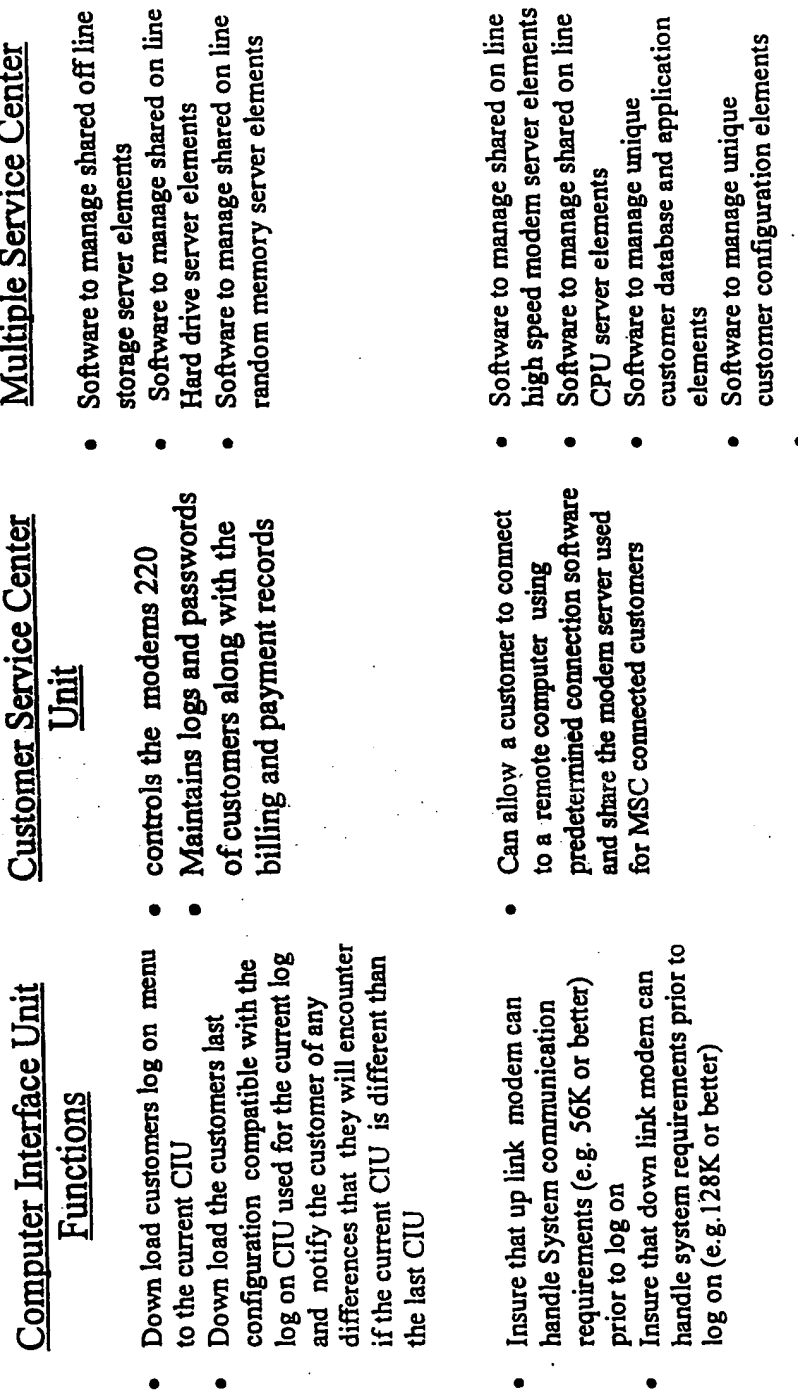 Computer Interface Unit
Functions
• Down load customers log on menu
to the current CIU
• Down load the customers last
configuration compatible with the
log on CIU used for the current log
and notify the customer of any
differences that they will encounter
if the current CIU is different than
the last CIU
• Insure that up link modem can
handle System communication
requirements (e.g. 56K or better)
prior to log on
• Insure that down link modem can
handle system requirements prior to
log on (e.g.128K or better)
Customer Service Center
Unit
• controls the modems 220
• Maintains logs and passwords
of customers along with the
billing and payment records
• Can allow a customer to connect
to a remote computer using
predetermined connection software
and share the modem server used
for MSC connected customers
Multiple Service Center
• Software to manage shared off line
storage server elements
• Software to manage shared on line
Hard drive server elements
• Software to manage shared on line
random memory server elements
• Software to manage shared on line
high speed modem server elements
• Software to manage shared on line
CPU server elements
• Software to manage unique
customer database and application
elements
• Software to manage unique
customer configuration elements